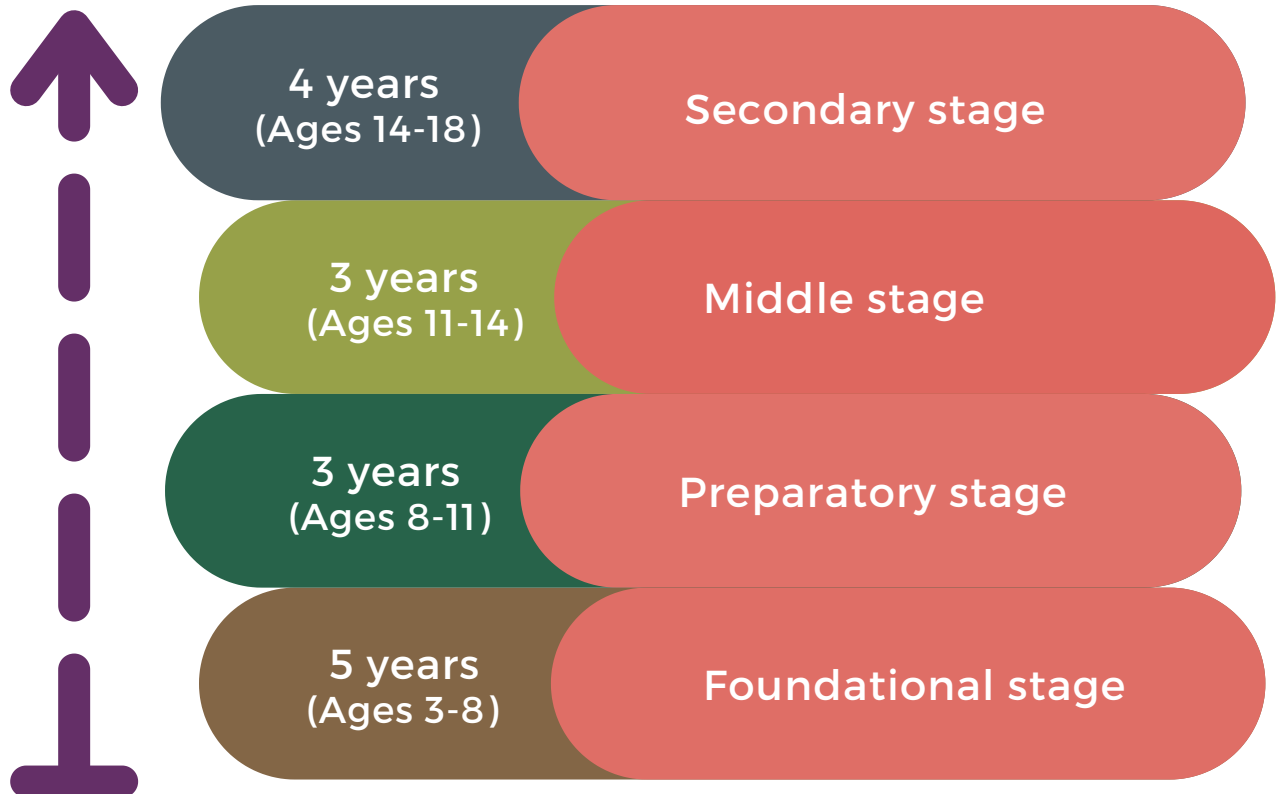 4 years
(Ages 14-18)
Secondary stage
3 years
(Ages 11-14)
Middle stage
3 years
(Ages 8-11)
Preparatory stage
5 years
(Ages 3-8)
Foundational stage